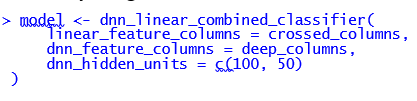 > model <- dnn_linear_combined_classifier(
linear_feature_columns = crossed_columns,
dnn_feature_columns = deep_columns,
dnn_hidden_units = c(100, 50)
)